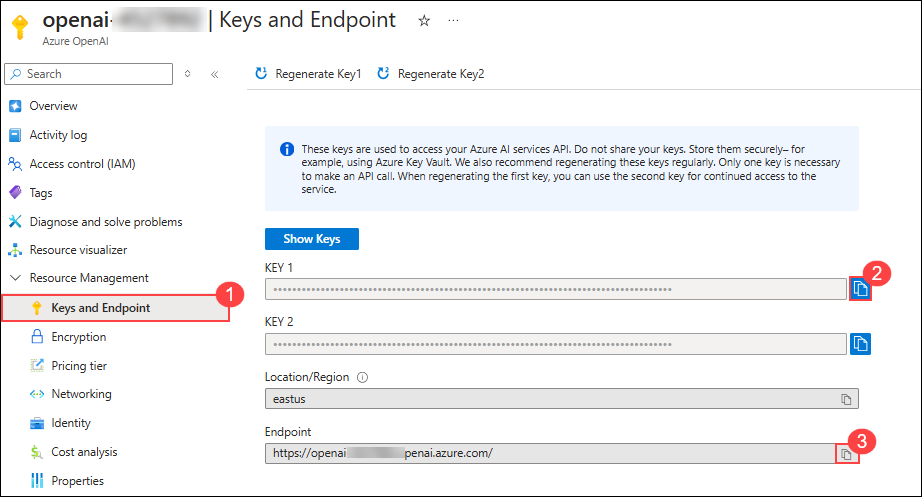 openai- | Keys and Endpoint
Azure OpenAI
Search
Regenerate Key1
Regenerate Key2
Overview
Activity log
Access control (IAM)
Tags
Diagnose and solve problems
Resource visualizer
Resource Management
Keys and Endpoint
1
Encryption
Pricing tier
Networking
Identity
Cost analysis
Properties
These keys are used to access your Azure AI services API. Do not share your keys. Store them securely– for
example, using Azure Key Vault. We also recommend regenerating these keys regularly. Only one key is necessary
to make an API call. When regenerating the first key, you can use the second key for continued access to the
service.
Show Keys
KEY 1
2
KEY 2
Location/Region
eastus
Endpoint
3
https://openai openai.azure.com/